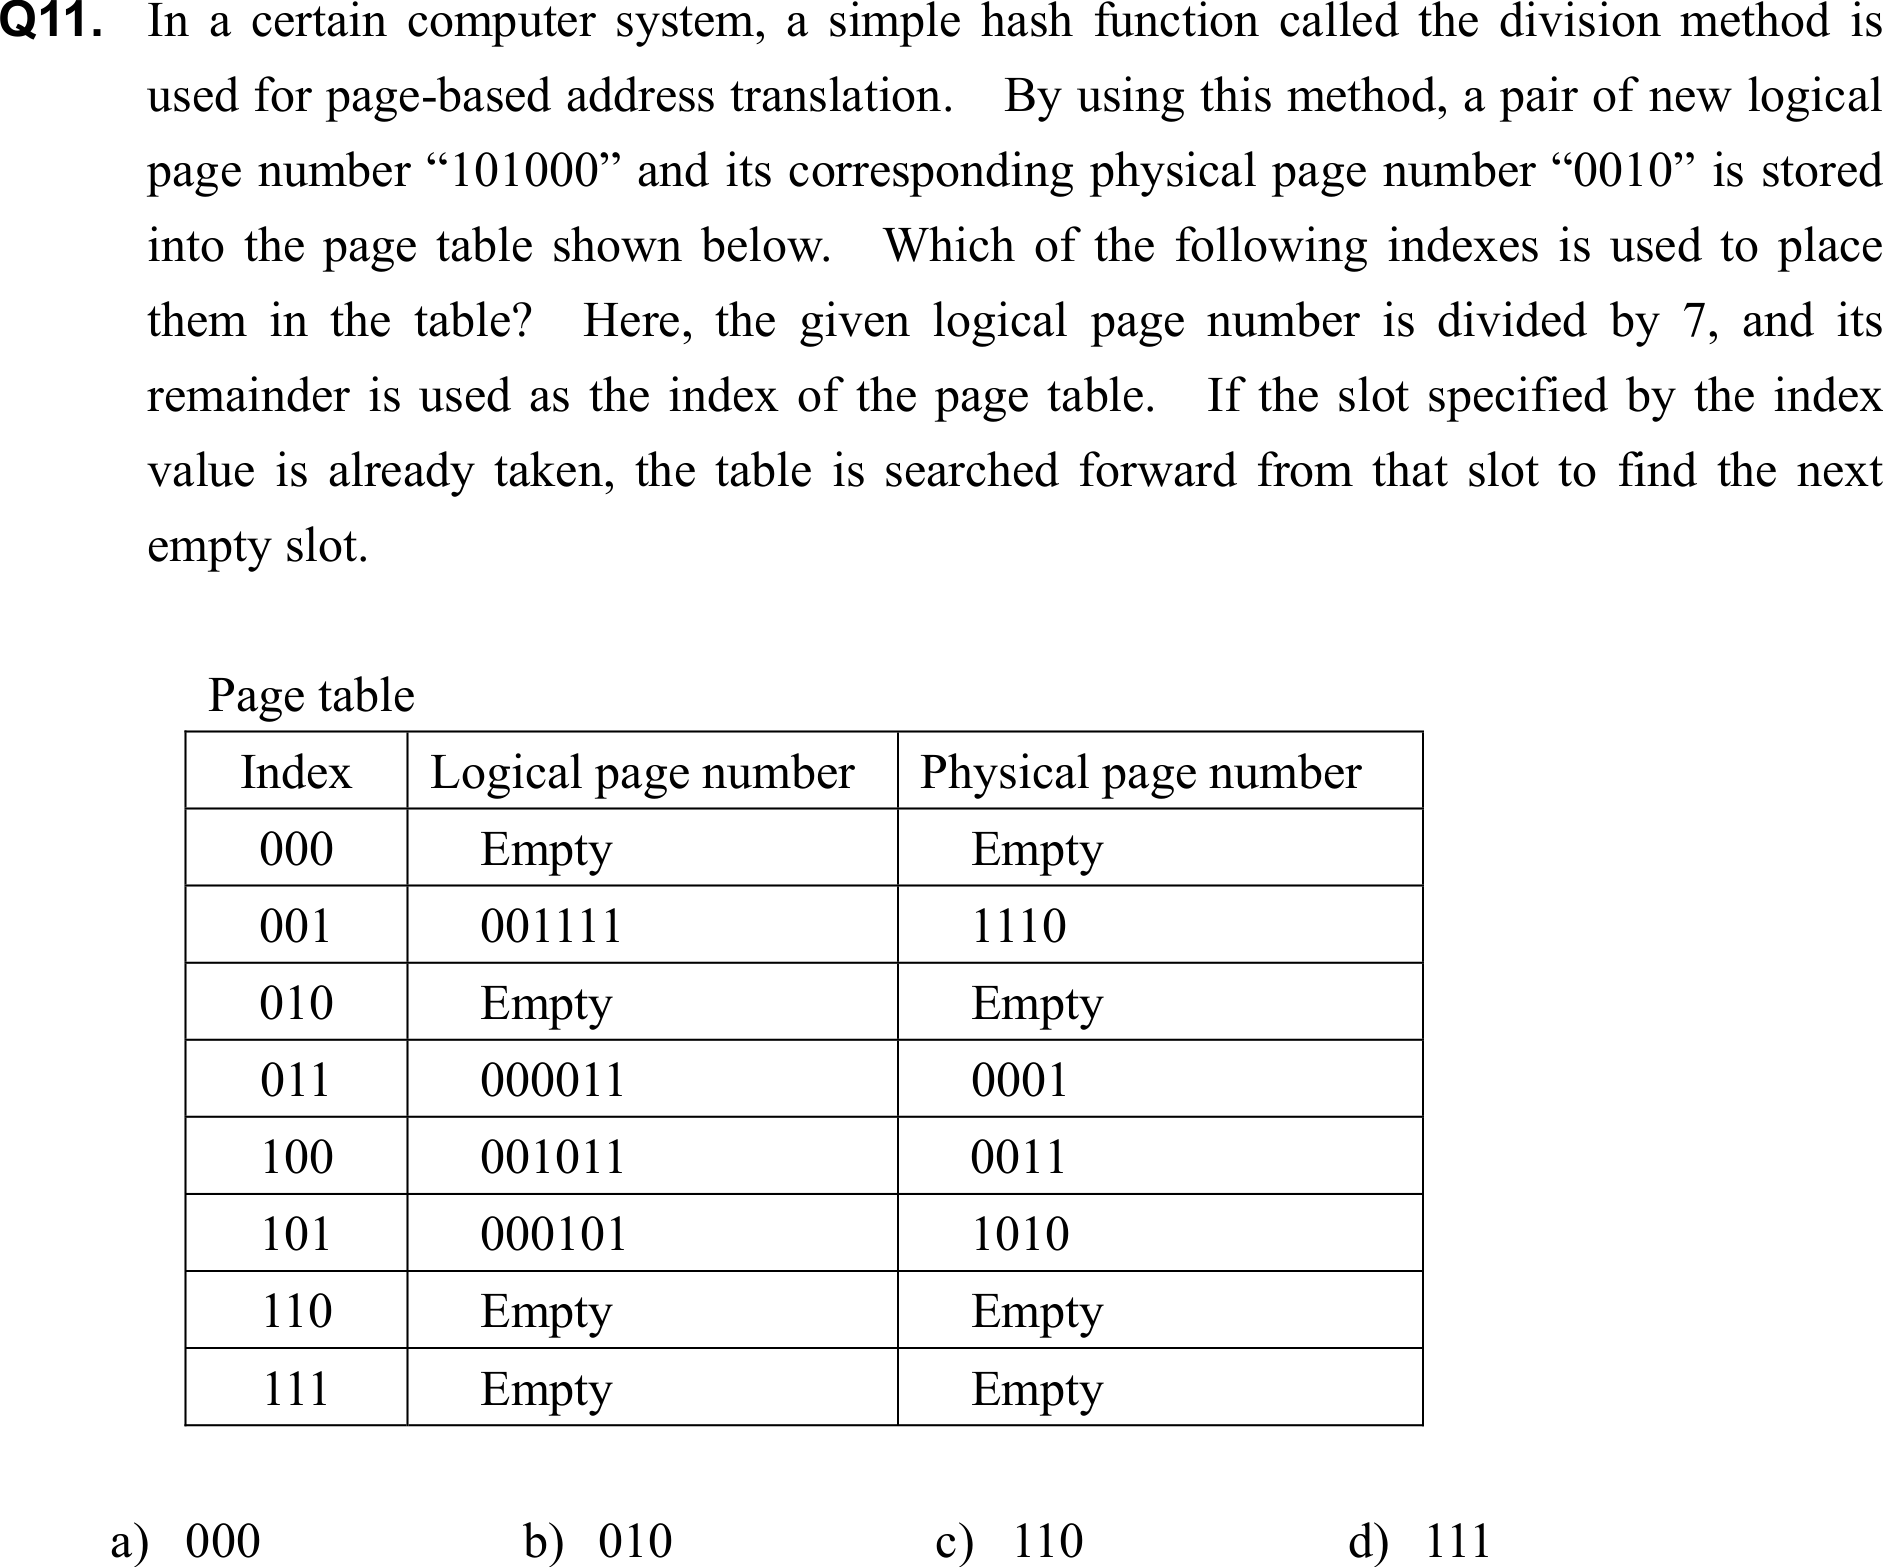 Q11. In a certain computer system, a simple hash function called the division method is
used for page-based address translation. By using this method, a pair of new logical
page number “101000” and its corresponding physical page number “0010” is stored
into the page table shown below. Which of the following indexes is used to place
them in the table? Here, the given logical page number is divided by 7, and its
remainder is used as the index of the page table. If the slot specified by the index
value is already taken, the table is searched forward from that slot to find the next
empty slot.
Page table
Index Logical page number Physical page number
000 Empty Empty
001 001111 1110
010 Empty Empty
011 000011 0001
100 001011 0011
101 000101 1010
110 Empty Empty
111 Empty Empty
a) 000 b) 010 c) 110 d) 111